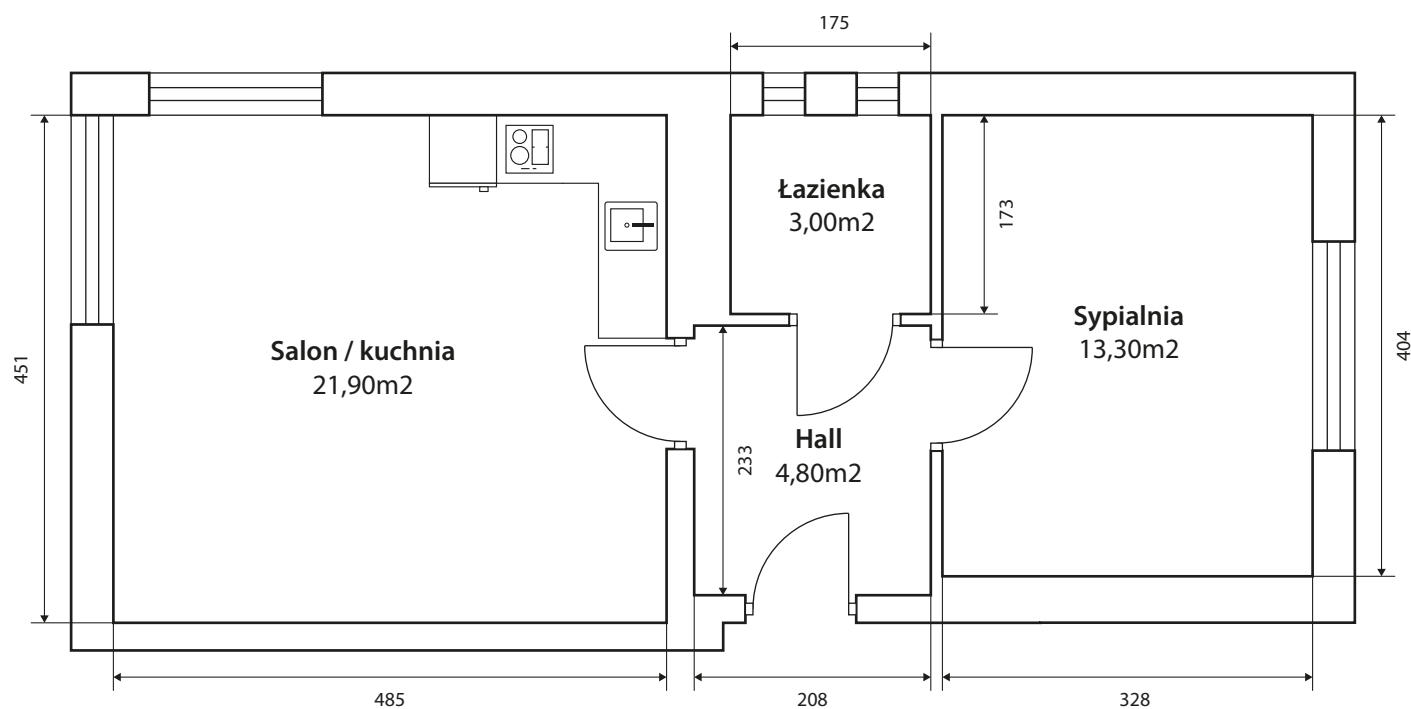 175
Łazienka
3,00m2
173
Sypialnia
13,30m2
404
Salon / kuchnia
21,90m2
451
Hall
4,80m2
233
485
208
328